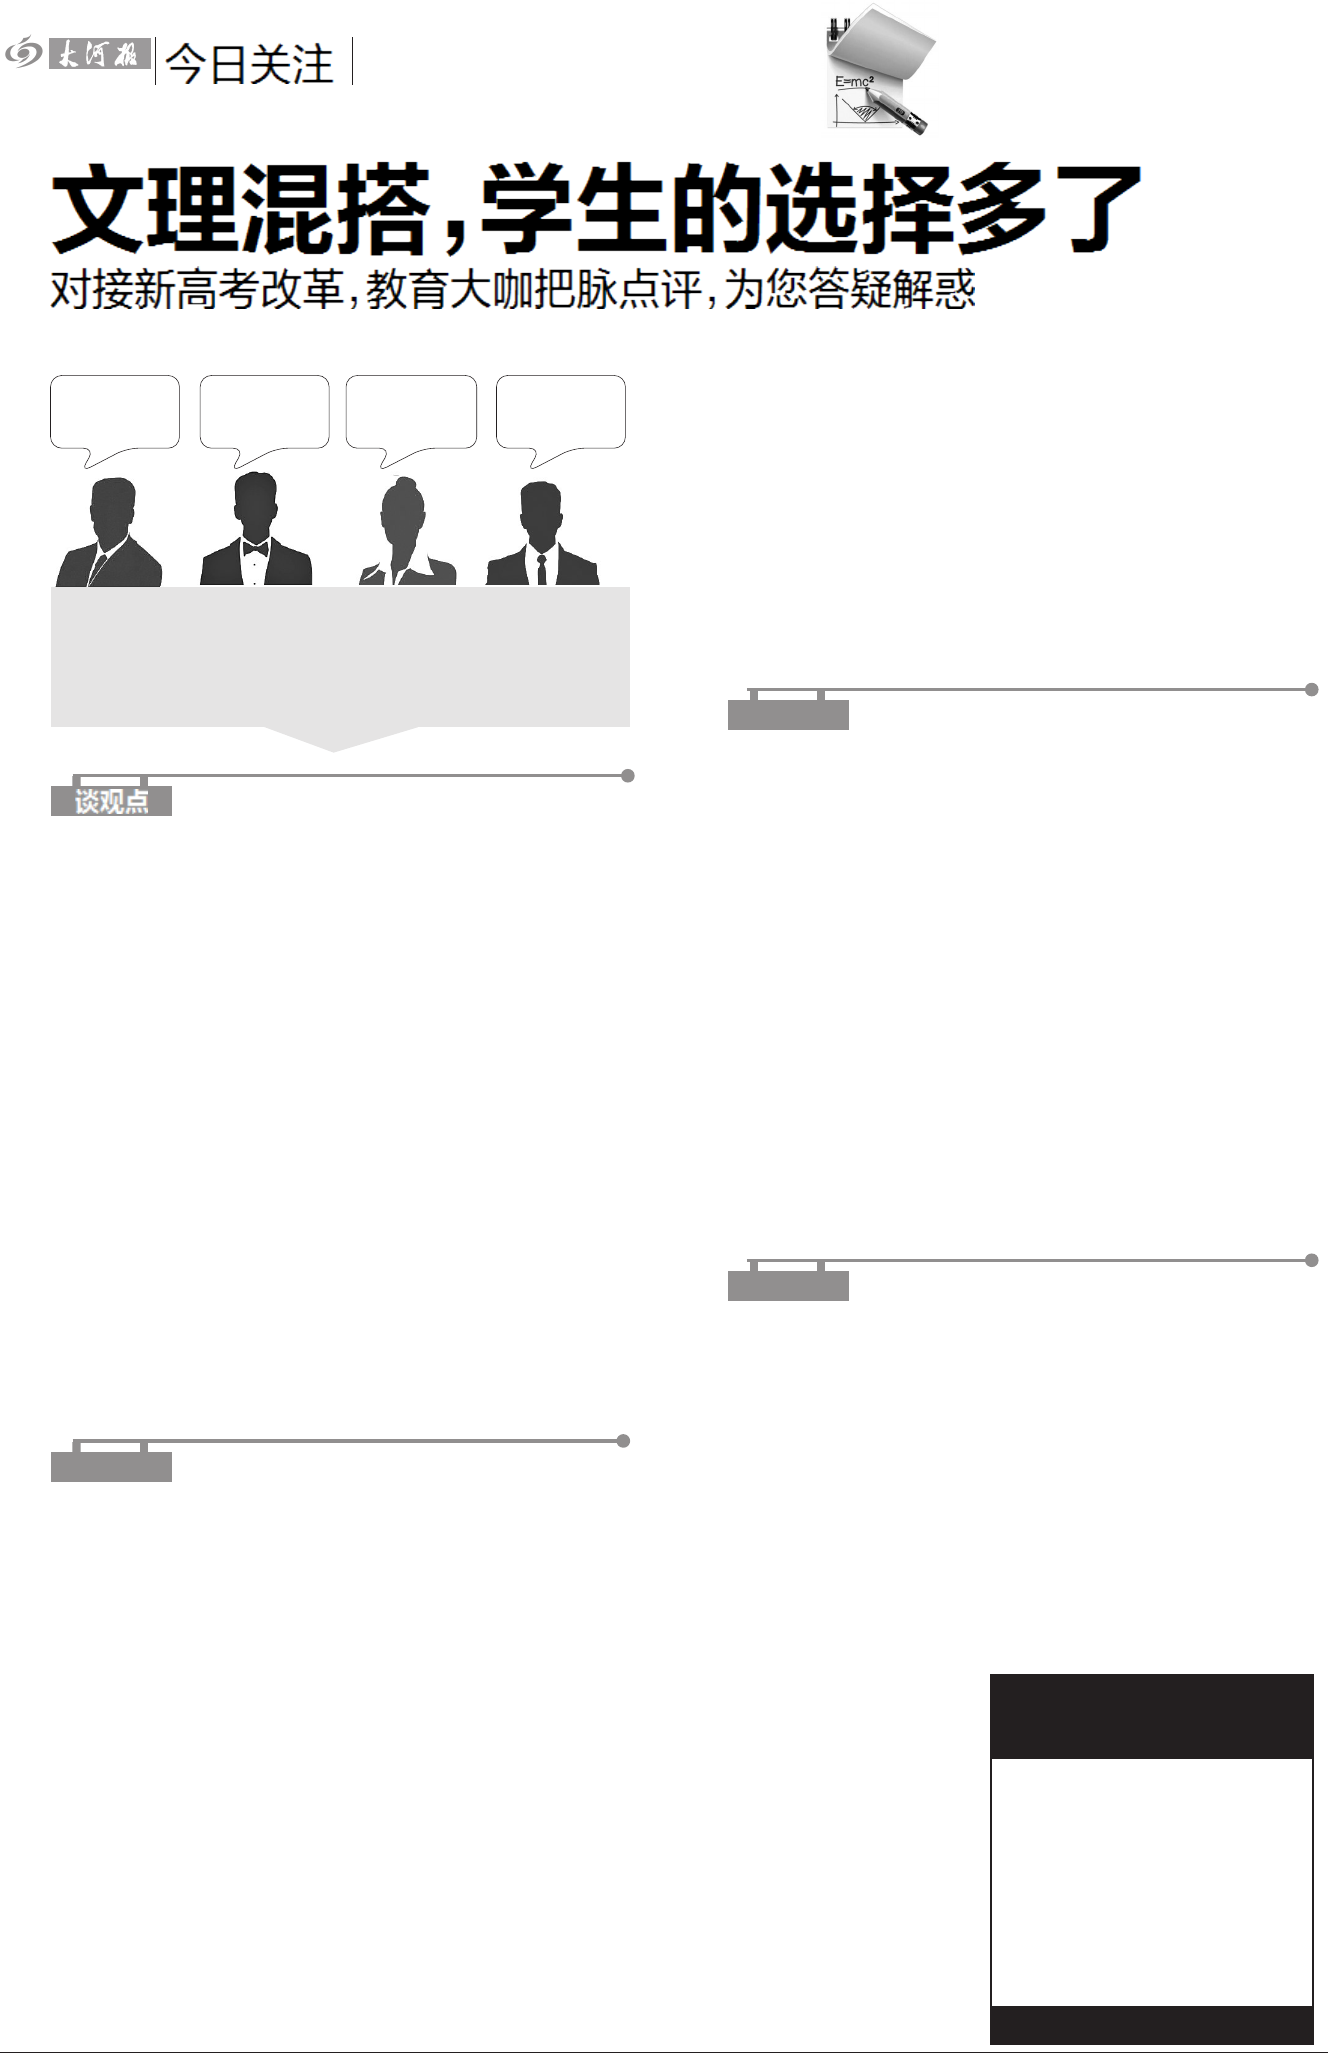 大河报
今日关注
E=mc²
文理混搭，学生的选择多了
对接新高考改革，教育大咖把脉点评，为您答疑解惑
谈观点